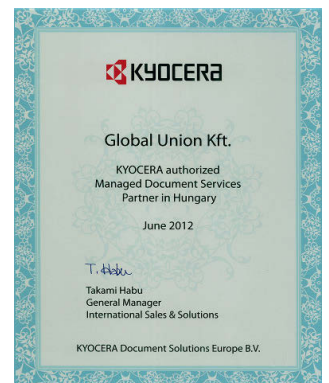 KYOCERA
Global Union Kft.
KYOCERA authorized
Managed Document Services
Partner in Hungary
June 2012
T. Habu
Takami Habu
General Manager
International Sales & Solutions
KYOCERA Document Solutions Europe B.V.